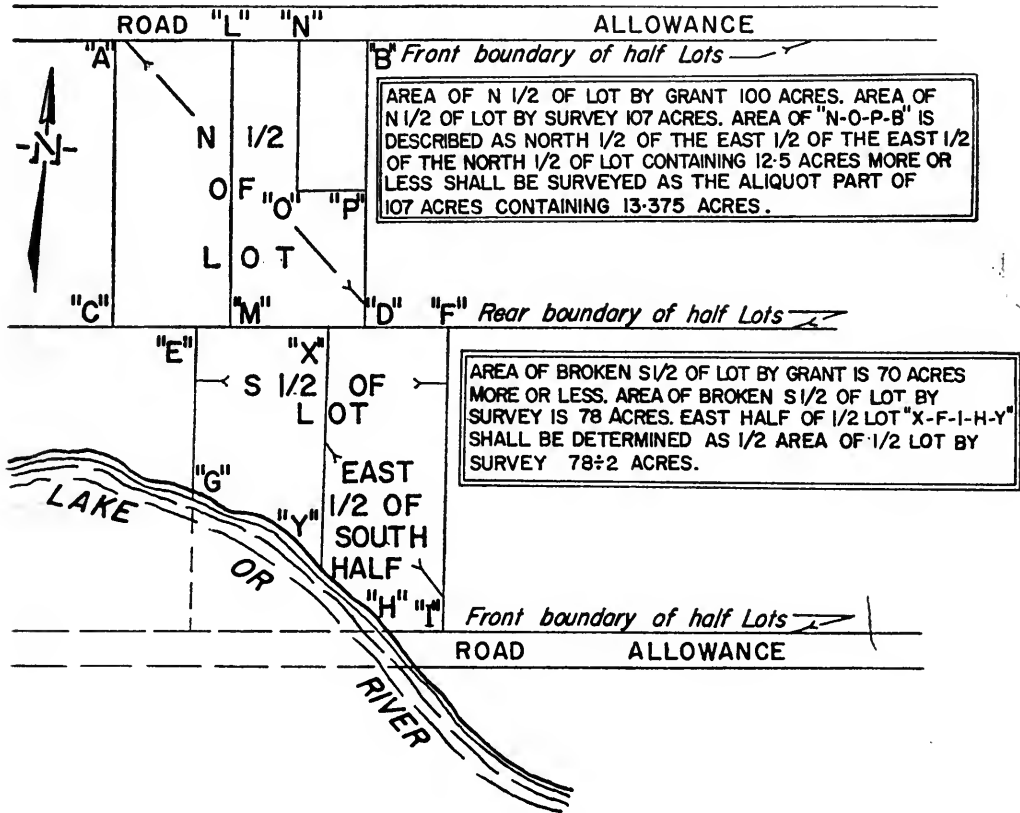 ROAD "L" "N" ALLOWANCE
"A" "B" Front boundary of half Lots
AREA OF N 1/2 OF LOT BY GRANT 100 ACRES. AREA OF
N 1/2 OF LOT BY SURVEY 107 ACRES. AREA OF "N-O-P-B" IS
DESCRIBED AS NORTH 1/2 OF THE EAST 1/2 OF THE EAST 1/2
OF THE NORTH 1/2 OF LOT CONTAINING 12·5 ACRES MORE OR
LESS SHALL BE SURVEYED AS THE ALIQUOT PART OF
107 ACRES CONTAINING 13·375 ACRES.
N
N 1/2
OF "O" "P"
LOT
"C" "M" "D" "F" Rear boundary of half Lots
"E" "X"
S 1/2 OF
LOT
AREA OF BROKEN S 1/2 OF LOT BY GRANT IS 70 ACRES
MORE OR LESS. AREA OF BROKEN S 1/2 OF LOT BY
SURVEY IS 78 ACRES. EAST HALF OF 1/2 LOT "X-F-I-H-Y"
SHALL BE DETERMINED AS 1/2 AREA OF 1/2 LOT BY
SURVEY 78÷2 ACRES.
"G" EAST
1/2 OF
"Y" SOUTH
HALF
LAKE
OR
RIVER
"H" "I" Front boundary of half Lots
ROAD ALLOWANCE